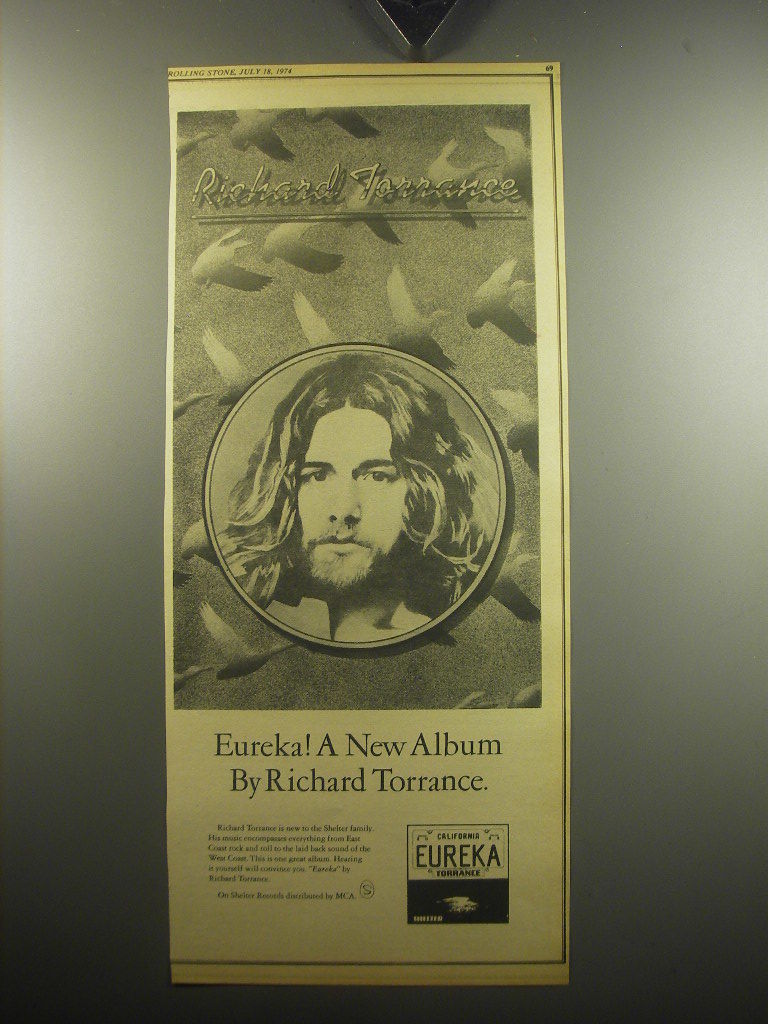 ROLLING STONE, JULY 18, 1974
69
Richard Torrance
Eureka! A New Album
By Richard Torrance.
Richard Torrance is new to the Shelter family.
His music encompasses everything from East
Coast rock and roll to the laid back sound of the
West Coast. This is one great album. Hearing
it yourself will convince you. "Eureka" by
Richard Torrance.
On Shelter Records distributed by MCA. S
CALIFORNIA
EUREKA
TORRANCE
SHELTER